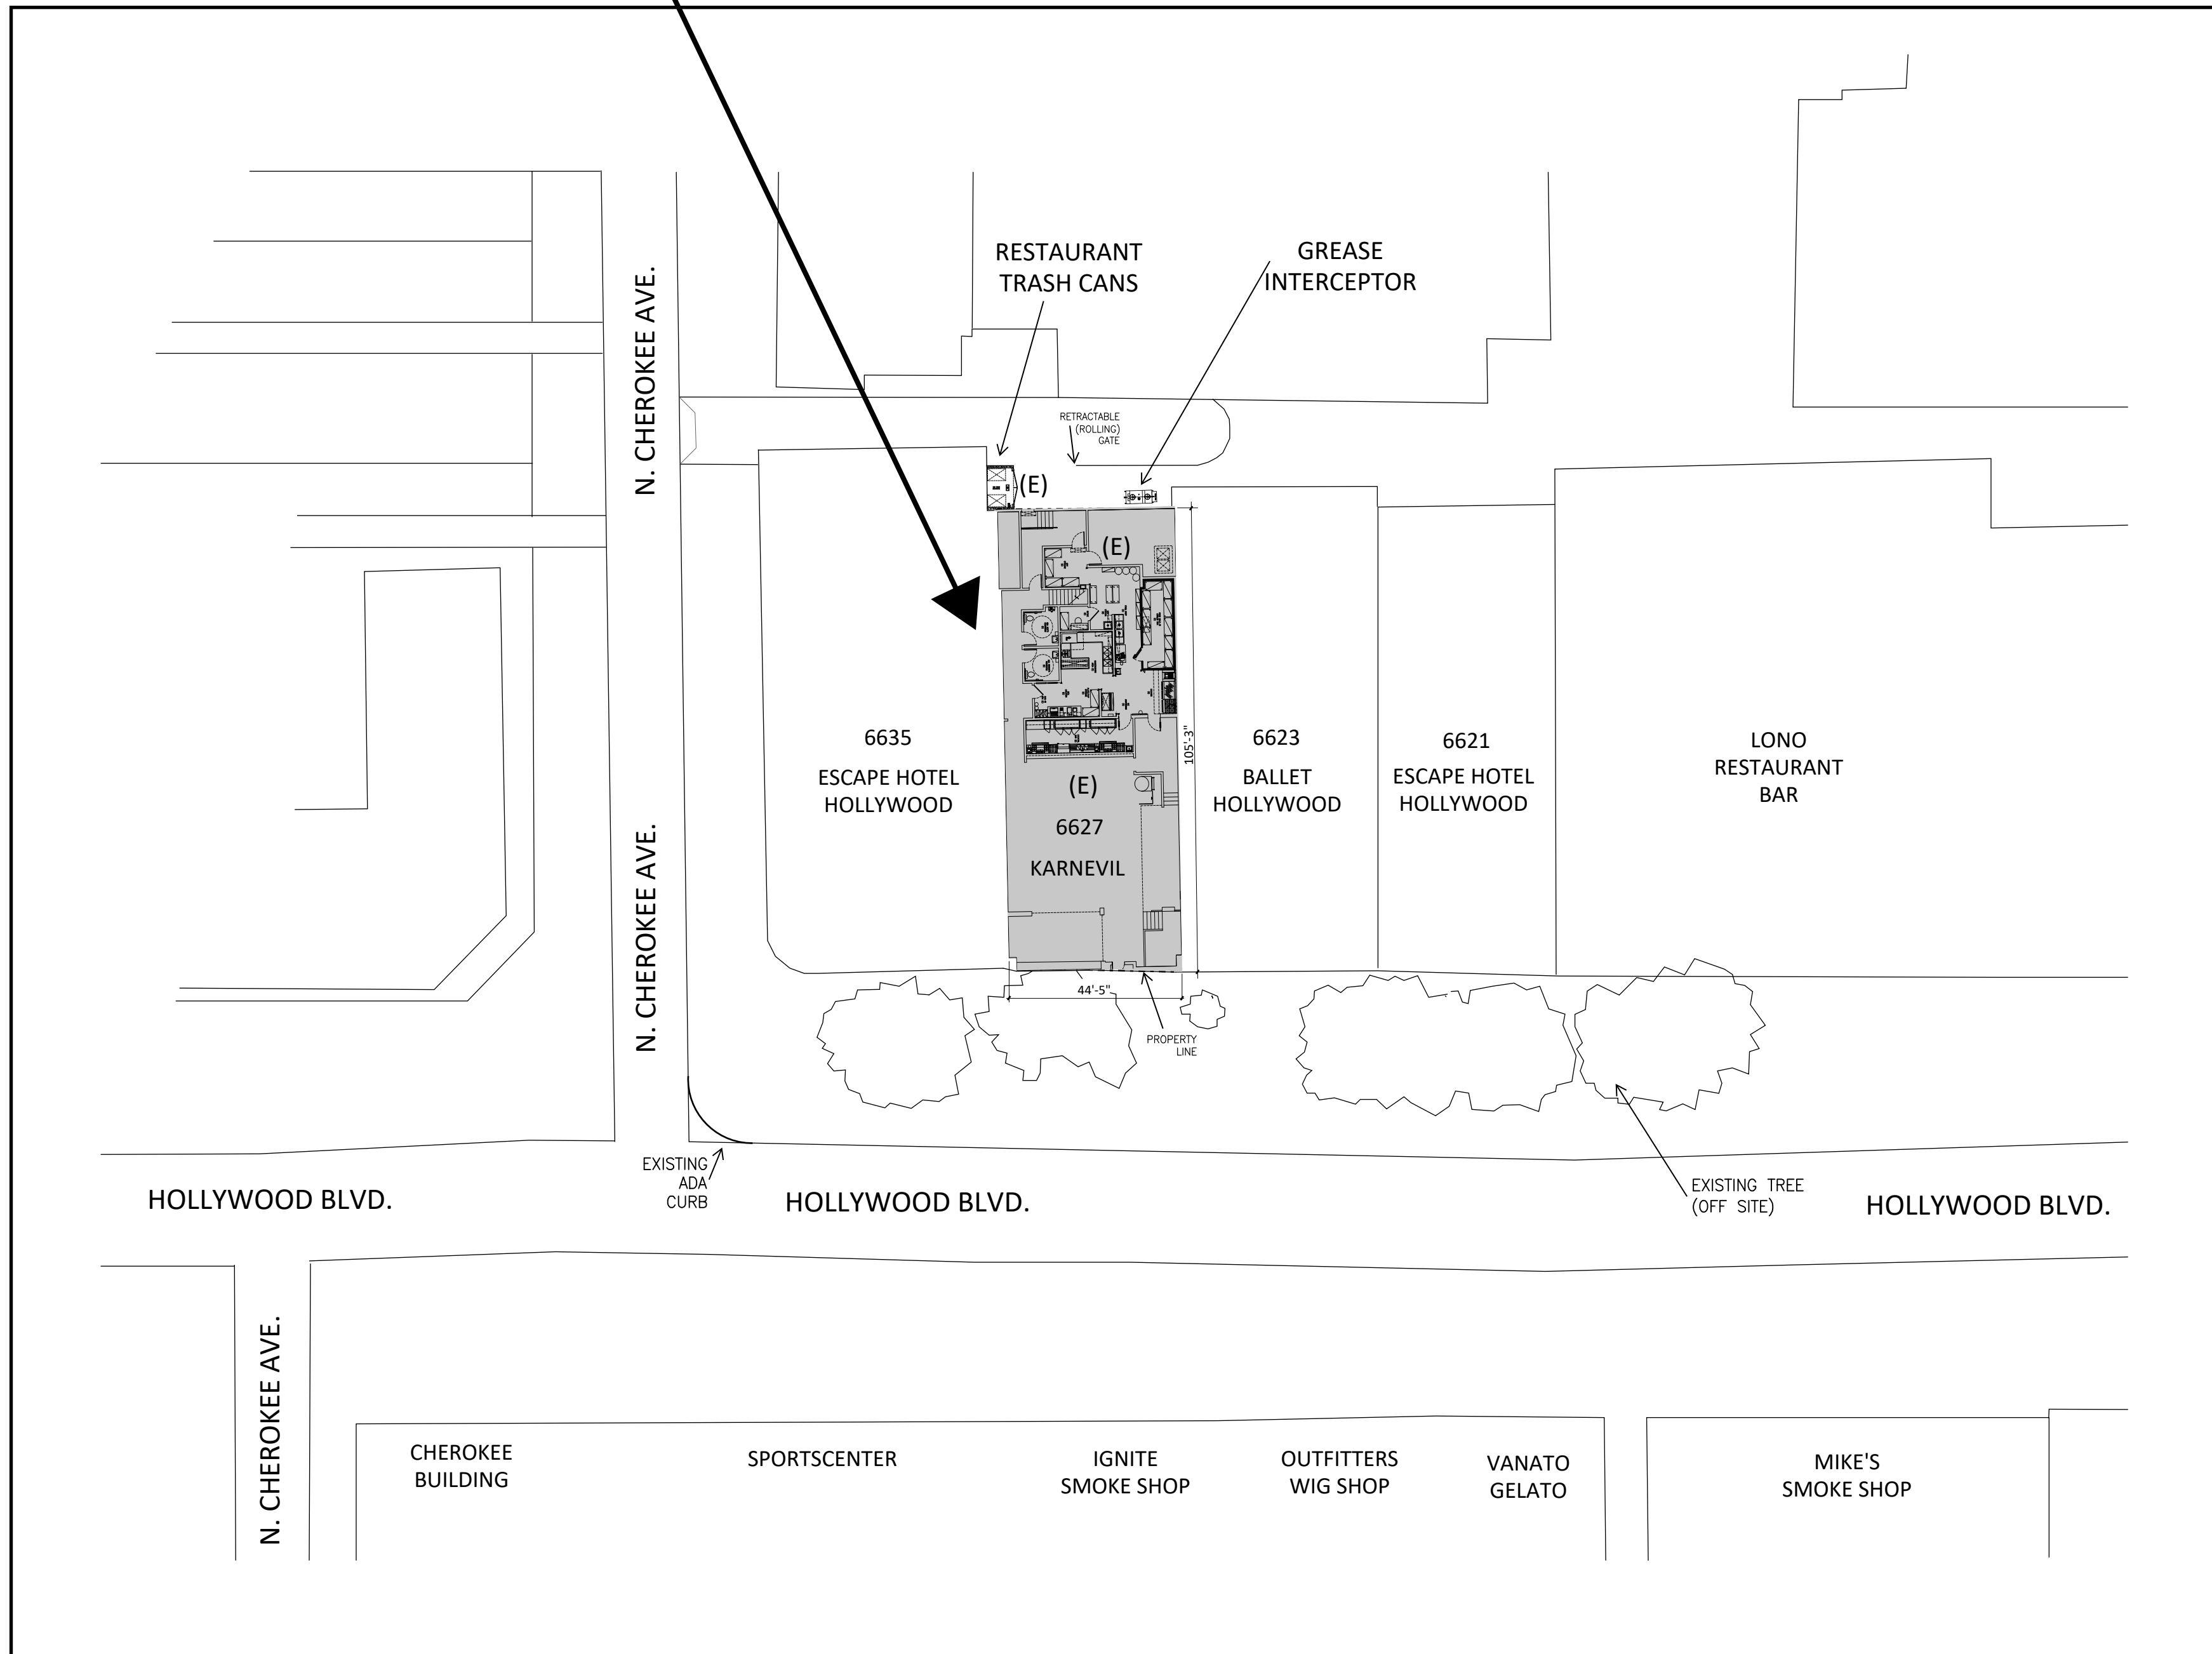 RESTAURANT
TRASH CANS
GREASE
INTERCEPTOR
N. CHEROKEE AVE.
RETRACTABLE
(ROLLING)
GATE
(E)
(E)
105'-3"
6635
ESCAPE HOTEL
HOLLYWOOD
(E)
6627
KARNEVIL
6623
BALLET
HOLLYWOOD
6621
ESCAPE HOTEL
HOLLYWOOD
LONO
RESTAURANT
BAR
N. CHEROKEE AVE.
44'-5"
PROPERTY
LINE
EXISTING
ADA
CURB
EXISTING TREE
(OFF SITE)
HOLLYWOOD BLVD.
HOLLYWOOD BLVD.
HOLLYWOOD BLVD.
N. CHEROKEE AVE.
CHEROKEE
BUILDING
SPORTSCENTER
IGNITE
SMOKE SHOP
OUTFITTERS
WIG SHOP
VANATO
GELATO
MIKE'S
SMOKE SHOP